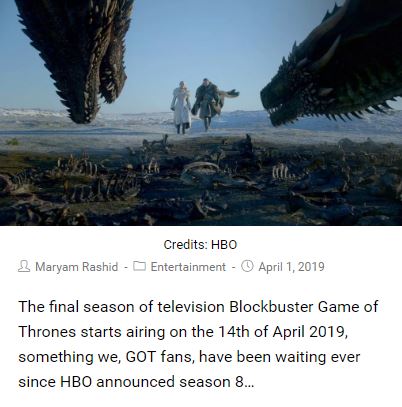 Credits: HBO
Maryam Rashid - Entertainment - April 1, 2019
The final season of television Blockbuster Game of
Thrones starts airing on the 14th of April 2019,
something we, GOT fans, have been waiting ever
since HBO announced season 8...